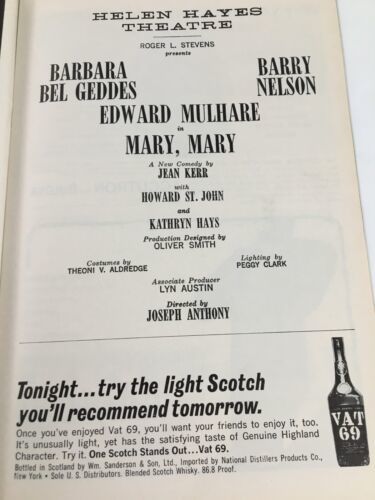 HELEN HAYES
THEATRE
ROGER L. STEVENS
presents
BARBARA
BEL GEDDES
BARRY
NELSON
EDWARD MULHARE
in
MARY, MARY
A New Comedy by
JEAN KERR
with
HOWARD ST. JOHN
and
KATHRYN HAYS
Production Designed by
OLIVER SMITH
Costumes by
THEONI V. ALDREDGE
Lighting by
PEGGY CLARK
Associate Producer
LYN AUSTIN
Directed by
JOSEPH ANTHONY
Tonight...try the light Scotch
you'll recommend tomorrow.
Once you've enjoyed Vat 69, you'll want your friends to enjoy it, too.
It's unusually light, yet has the satisfying taste of Genuine Highland
Character. Try it. One Scotch Stands Out...Vat 69.
Bottled in Scotland by Wm. Sanderson & Son, Ltd., Imported by National Distillers Products Co.,
New York • Sole U. S. Distributors. Blended Scotch Whisky. 86.8 Proof.
VAT
69